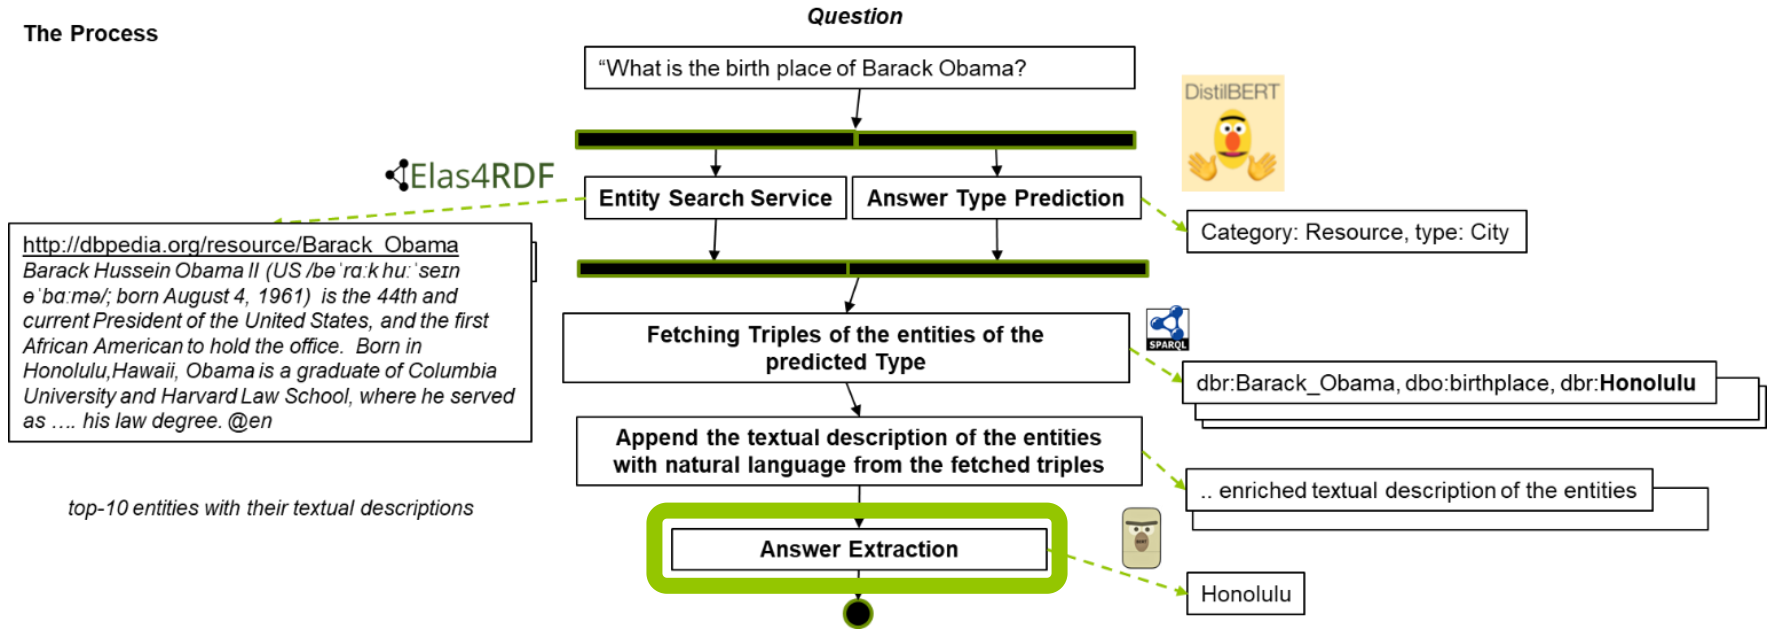 The Process
Question
“What is the birth place of Barack Obama?
DistilBERT
Elas4RDF
Entity Search Service
Answer Type Prediction
Category: Resource, type: City
http://dbpedia.org/resource/Barack_Obama
Barack Hussein Obama II (US /bəˈrɑːk huːˈseɪn
əˈbɑːmə/; born August 4, 1961) is the 44th and
current President of the United States, and the first
African American to hold the office. Born in
Honolulu,Hawaii, Obama is a graduate of Columbia
University and Harvard Law School, where he served
as …. his law degree. @en
top-10 entities with their textual descriptions
Fetching Triples of the entities of the
predicted Type
SPARQL
dbr:Barack_Obama, dbo:birthplace, dbr:Honolulu
Append the textual description of the entities
with natural language from the fetched triples
.. enriched textual description of the entities
Answer Extraction
BERT
Honolulu